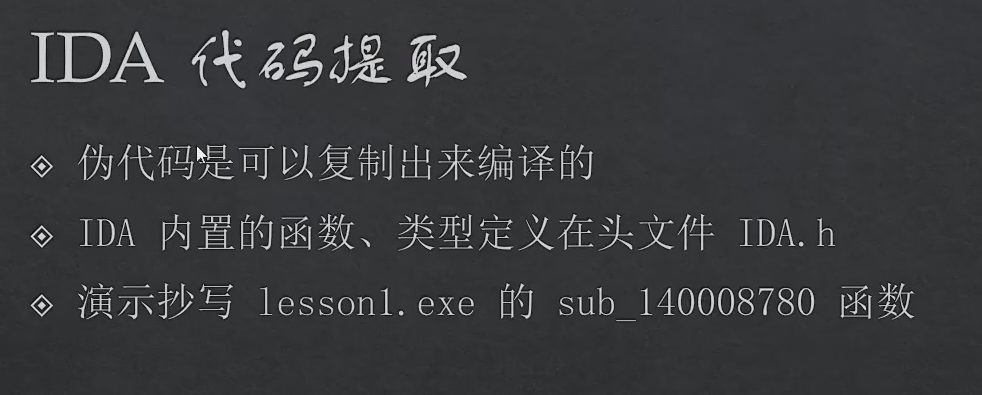 IDA 代码提取
伪代码是可以复制出来编译的
IDA 内置的函数、类型定义在头文件 IDA.h
演示抄写 lesson1.exe 的 sub_140008780 函数